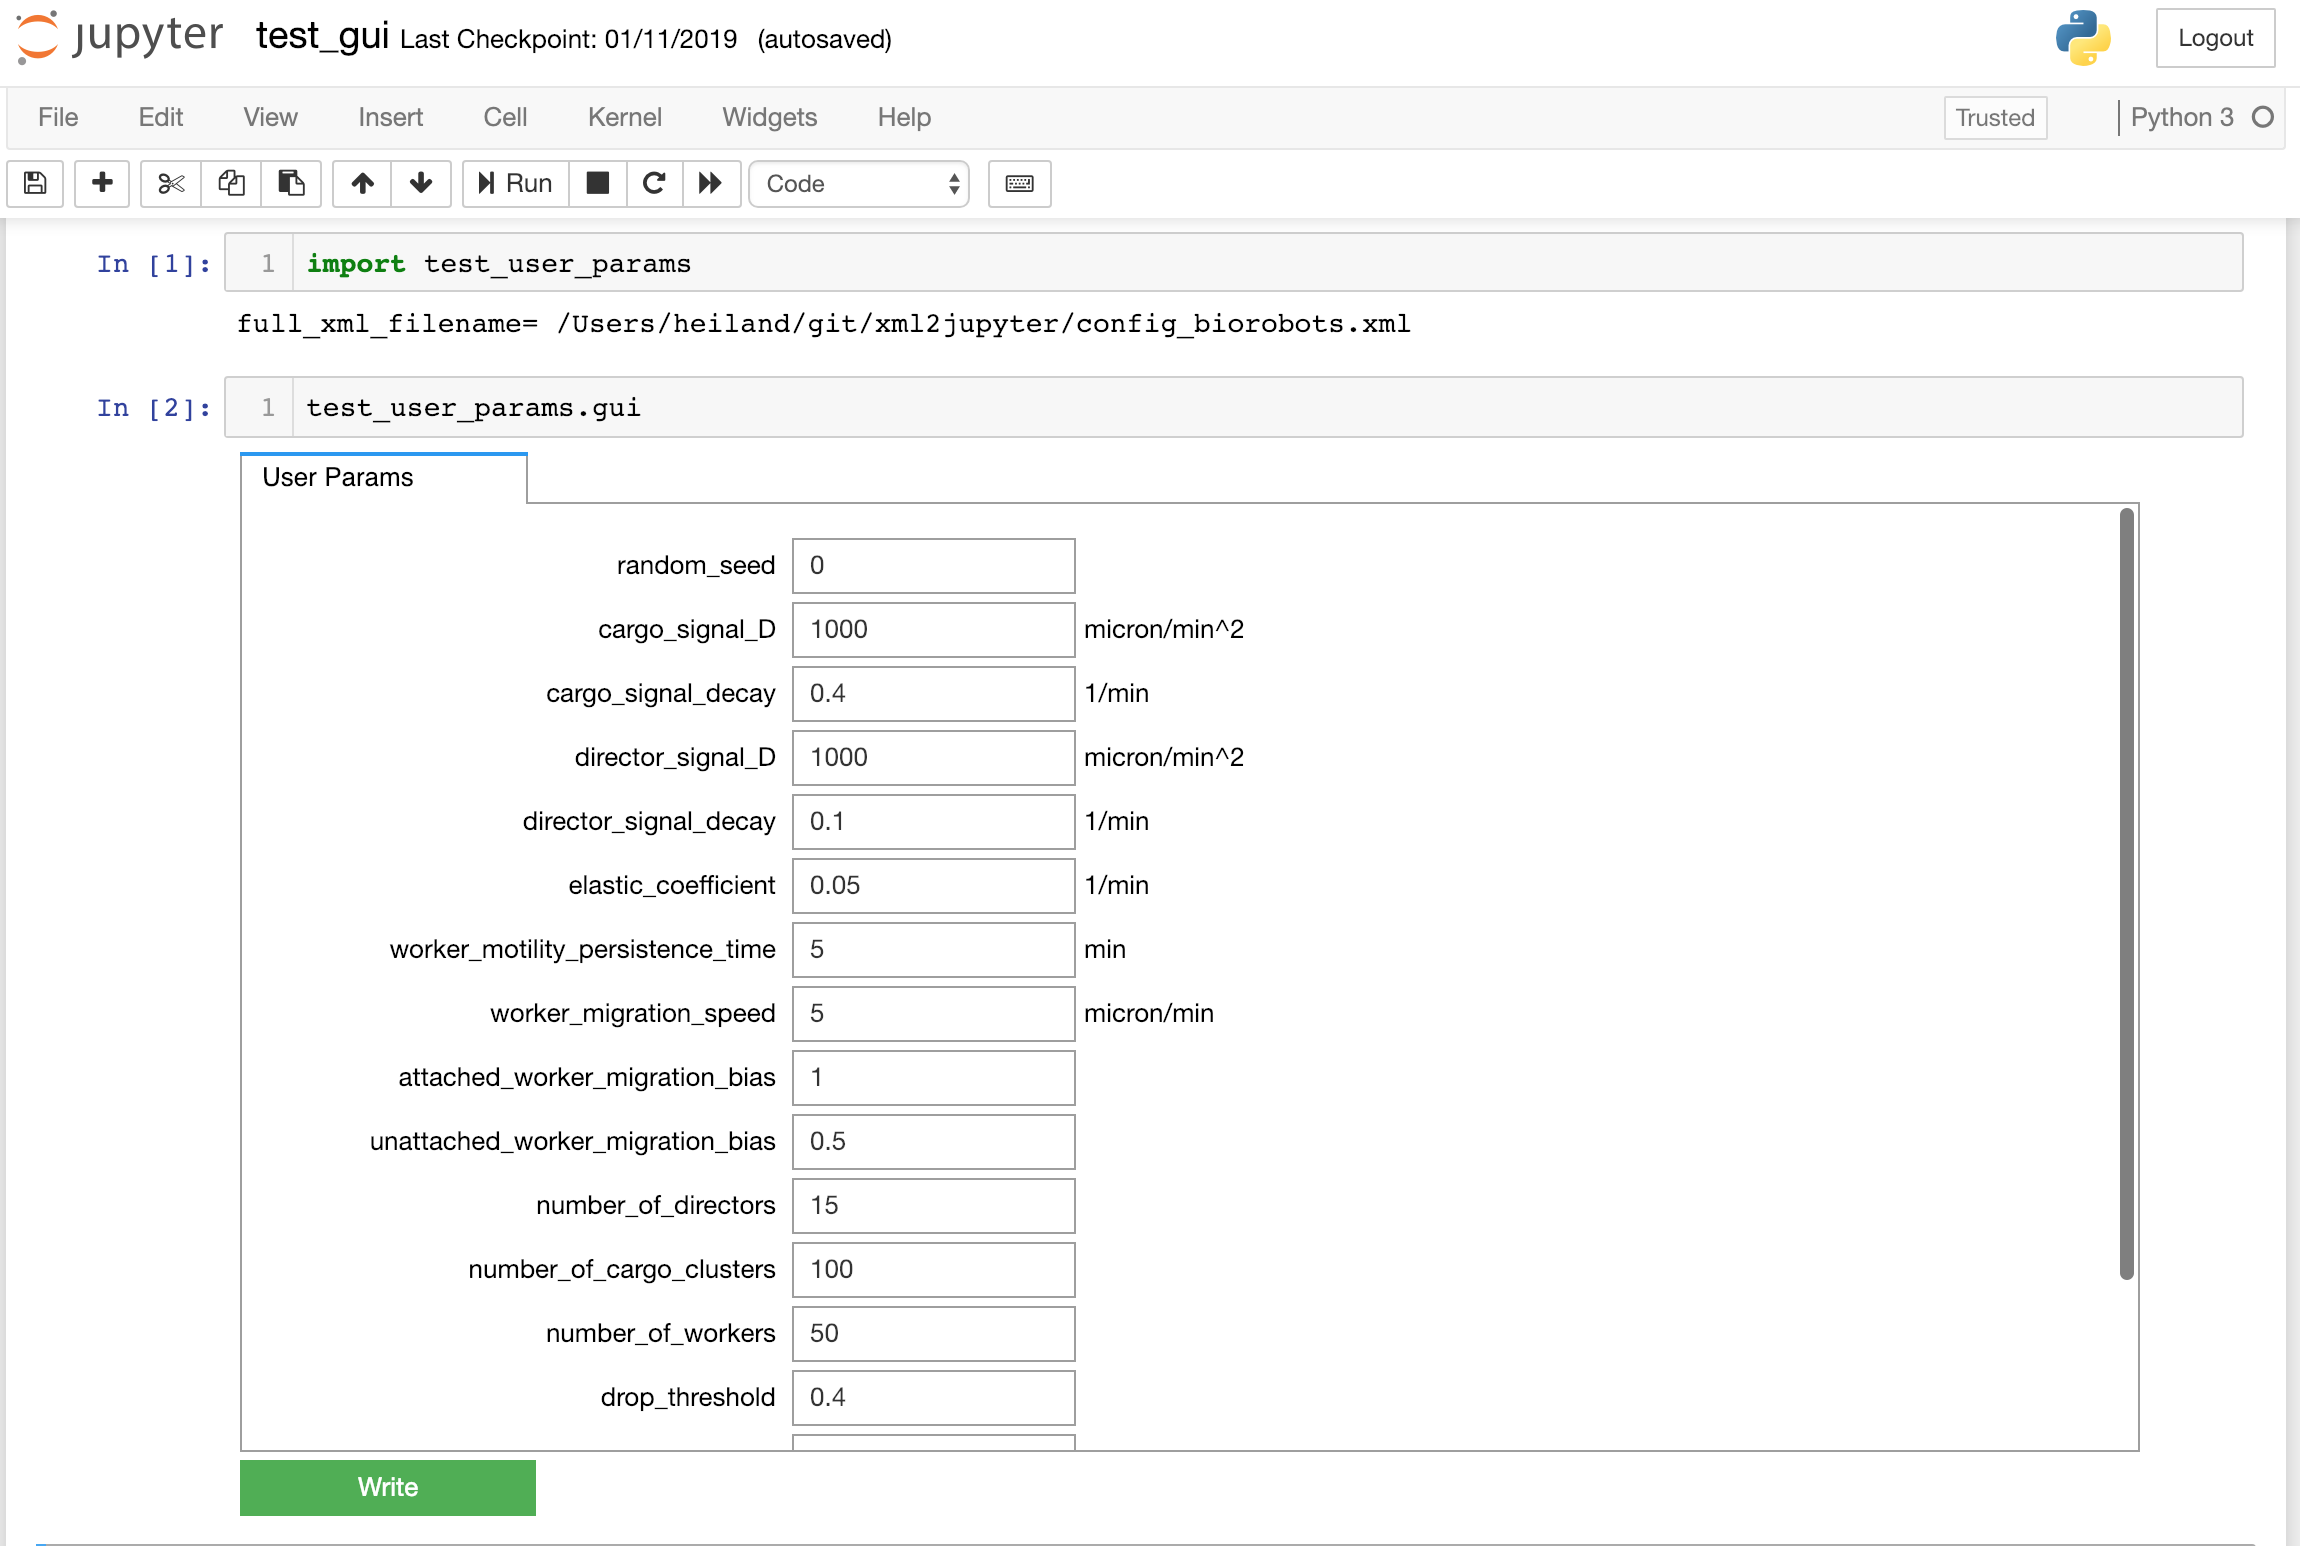 jupyter test_gui Last Checkpoint: 01/11/2019 (autosaved) Logout
File Edit View Insert Cell Kernel Widgets Help Trusted Python 3
Run Code
In [1]: 1 import test_user_params
full_xml_filename= /Users/heiland/git/xml2jupyter/config_biorobots.xml
In [2]: 1 test_user_params.gui
User Params
random_seed 0
cargo_signal_D 1000 micron/min^2
cargo_signal_decay 0.4 1/min
director_signal_D 1000 micron/min^2
director_signal_decay 0.1 1/min
elastic_coefficient 0.05 1/min
worker_motility_persistence_time 5 min
worker_migration_speed 5 micron/min
attached_worker_migration_bias 1
unattached_worker_migration_bias 0.5
number_of_directors 15
number_of_cargo_clusters 100
number_of_workers 50
drop_threshold 0.4
Write